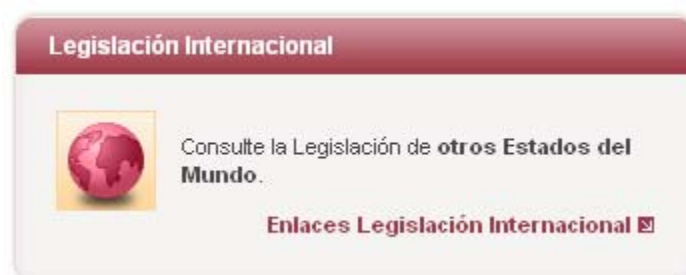 Legislación Internacional
Consulte la Legislación de otros Estados del
Mundo.
Enlaces Legislación Internacional